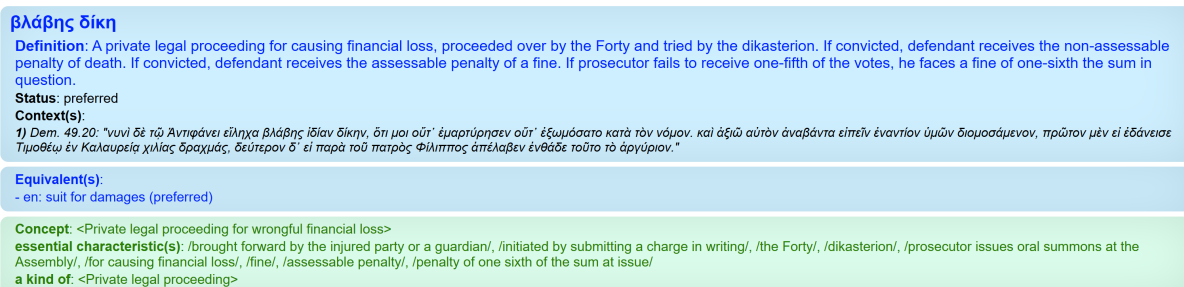 βλάβης δίκη
Definition: A private legal proceeding for causing financial loss, proceeded over by the Forty and tried by the dikasterion. If convicted, defendant receives the non-assessable
penalty of death. If convicted, defendant receives the assessable penalty of a fine. If prosecutor fails to receive one-fifth of the votes, he faces a fine of one-sixth the sum in
question.
Status: preferred
Context(s):
1) Dem. 49.20: "νυνὶ δὲ τῷ Ἀντιφάνει εἴληχα βλάβης ἰδίαν δίκην, ὅτι μοι οὔτ᾽ ἐμαρτύρησεν οὔτ᾽ ἐξωμόσατο κατὰ τὸν νόμον. καὶ ἀξιῶ αὐτὸν ἀναβάντα εἰπεῖν ἐναντίον ὑμῶν διομοσάμενον, πρῶτον μὲν εἰ ἐδάνεισε
Τιμοθέῳ ἐν Καλαυρείᾳ χιλίας δραχμάς, δεύτερον δ᾽ εἰ παρὰ τοῦ πατρὸς Φίλιππος ἀπέλαβεν ἐνθάδε τοῦτο τὸ ἀργύριον."
Equivalent(s):
- en: suit for damages (preferred)
Concept: <Private legal proceeding for wrongful financial loss>
essential characteristic(s): /brought forward by the injured party or a guardian/, /initiated by submitting a charge in writing/, /the Forty/, /dikasterion/, /prosecutor issues oral summons at the
Assembly/, /for causing financial loss/, /fine/, /assessable penalty/, /penalty of one sixth of the sum at issue/
a kind of: <Private legal proceeding>